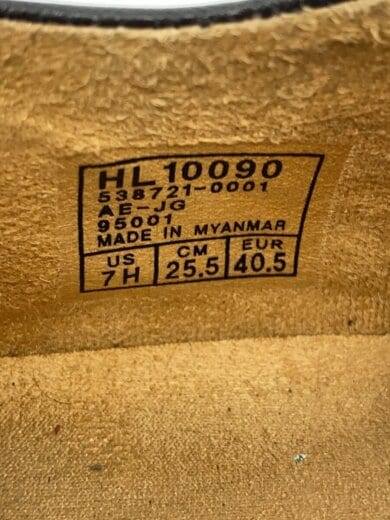 HL10090
538721-0001
AE-JG
95001
MADE IN MYANMAR
US CM EUR
7H 25.5 40.5